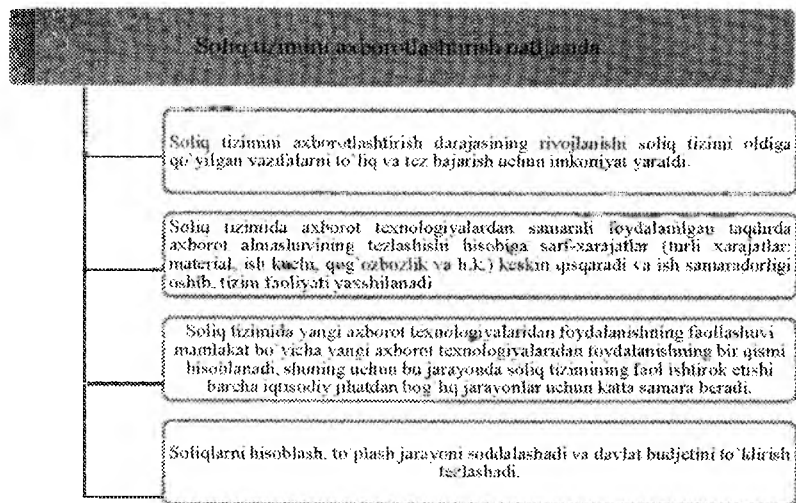 Soliq tizimini axborotlashtirish natijasida
Soliq tizimini axborotlashtirish darajasining rivojlanishi soliq tizimi oldiga
qo`yilgan vazifalarni to`liq va tez bajarish uchun imkoniyat yaratdi.
Soliq tizimida axborot texnologiyalardan samarali foydalanilgan taqdirda
axborot almashuvining tezlashishi hisobiga sarf-xarajatlar (turli xarajatlar:
material, ish kuchi, qog`ozbozlik va h.k.) keskin qisqaradi va ish samaradorligi
oshib, tizim faoliyati yaxshilanadi
Soliq tizimida yangi axborot texnologiyalaridan foydalanishning faollashuvi
mamlakat bo`yicha yangi axborot texnologiyalaridan foydalanishning bir qismi
hisoblanadi, shuning uchun bu jarayonda soliq tizimining faol ishtirok etishi
barcha iqtisodiy jihatdan bog`liq jarayonlar uchun katta samara beradi.
Soliqlarni hisoblash, to`plash jarayoni soddalashadi va davlat budjetini to`ldirish
tezlashadi.